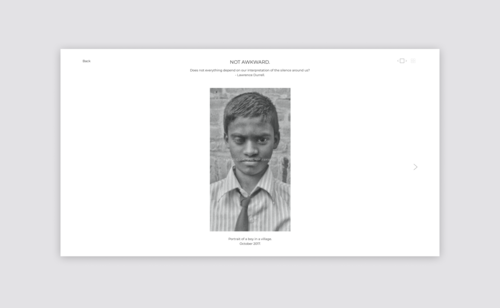 Back
NOT AWKWARD.
Does not everything depend on our interpretation of the silence around us?
- Lawrence Durrell.
Portrait of a boy in a village.
October 2017